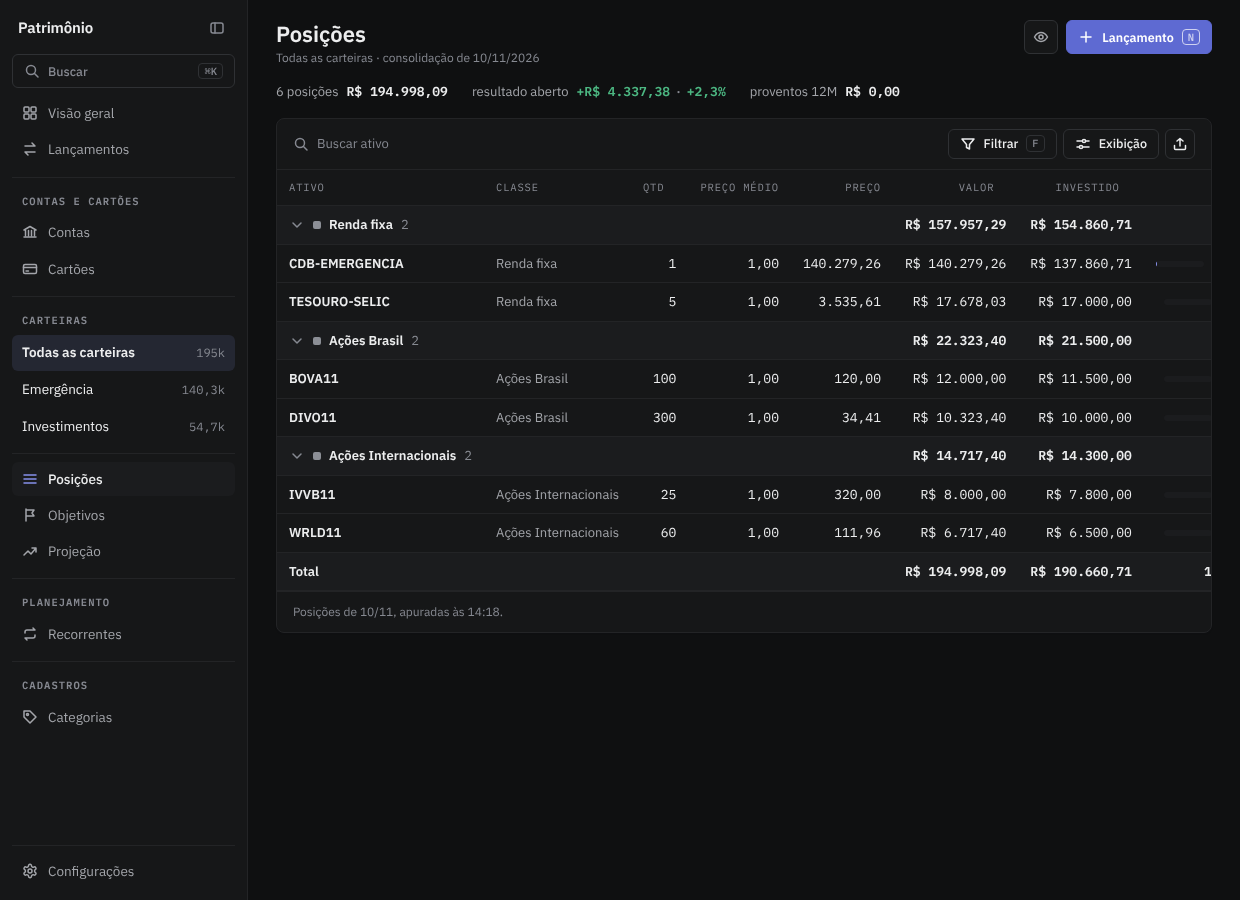 Patrimônio
Buscar ⌘K
Visão geral
Lançamentos
CONTAS E CARTÕES
Contas
Cartões
CARTEIRAS
Todas as carteiras 195k
Emergência 140,3k
Investimentos 54,7k
Posições
Objetivos
Projeção
PLANEJAMENTO
Recorrentes
CADASTROS
Categorias
Configurações
Posições
Todas as carteiras · consolidação de 10/11/2026
Lançamento N
6 posições R$ 194.998,09 resultado aberto +R$ 4.337,38 · +2,3% proventos 12M R$ 0,00
Buscar ativo Filtrar F Exibição
ATIVO CLASSE QTD PREÇO MÉDIO PREÇO VALOR INVESTIDO
Renda fixa 2 R$ 157.957,29 R$ 154.860,71
CDB-EMERGENCIA Renda fixa 1 1,00 140.279,26 R$ 140.279,26 R$ 137.860,71
TESOURO-SELIC Renda fixa 5 1,00 3.535,61 R$ 17.678,03 R$ 17.000,00
Ações Brasil 2 R$ 22.323,40 R$ 21.500,00
BOVA11 Ações Brasil 100 1,00 120,00 R$ 12.000,00 R$ 11.500,00
DIVO11 Ações Brasil 300 1,00 34,41 R$ 10.323,40 R$ 10.000,00
Ações Internacionais 2 R$ 14.717,40 R$ 14.300,00
IVVB11 Ações Internacionais 25 1,00 320,00 R$ 8.000,00 R$ 7.800,00
WRLD11 Ações Internacionais 60 1,00 111,96 R$ 6.717,40 R$ 6.500,00
Total R$ 194.998,09 R$ 190.660,71 1
Posições de 10/11, apuradas às 14:18.